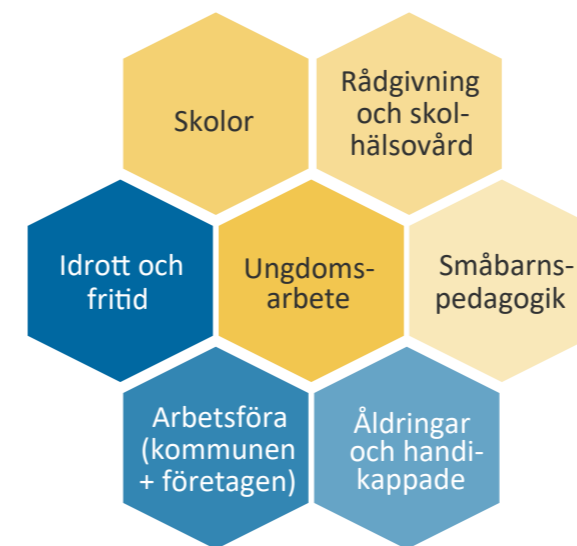 Skolor
Rådgivning
och skol-
hälsovård
Idrott och
fritid
Ungdoms-
arbete
Småbarns-
pedagogik
Arbetsföra
(kommunen
+ företagen)
Åldringar
och handi-
kappade